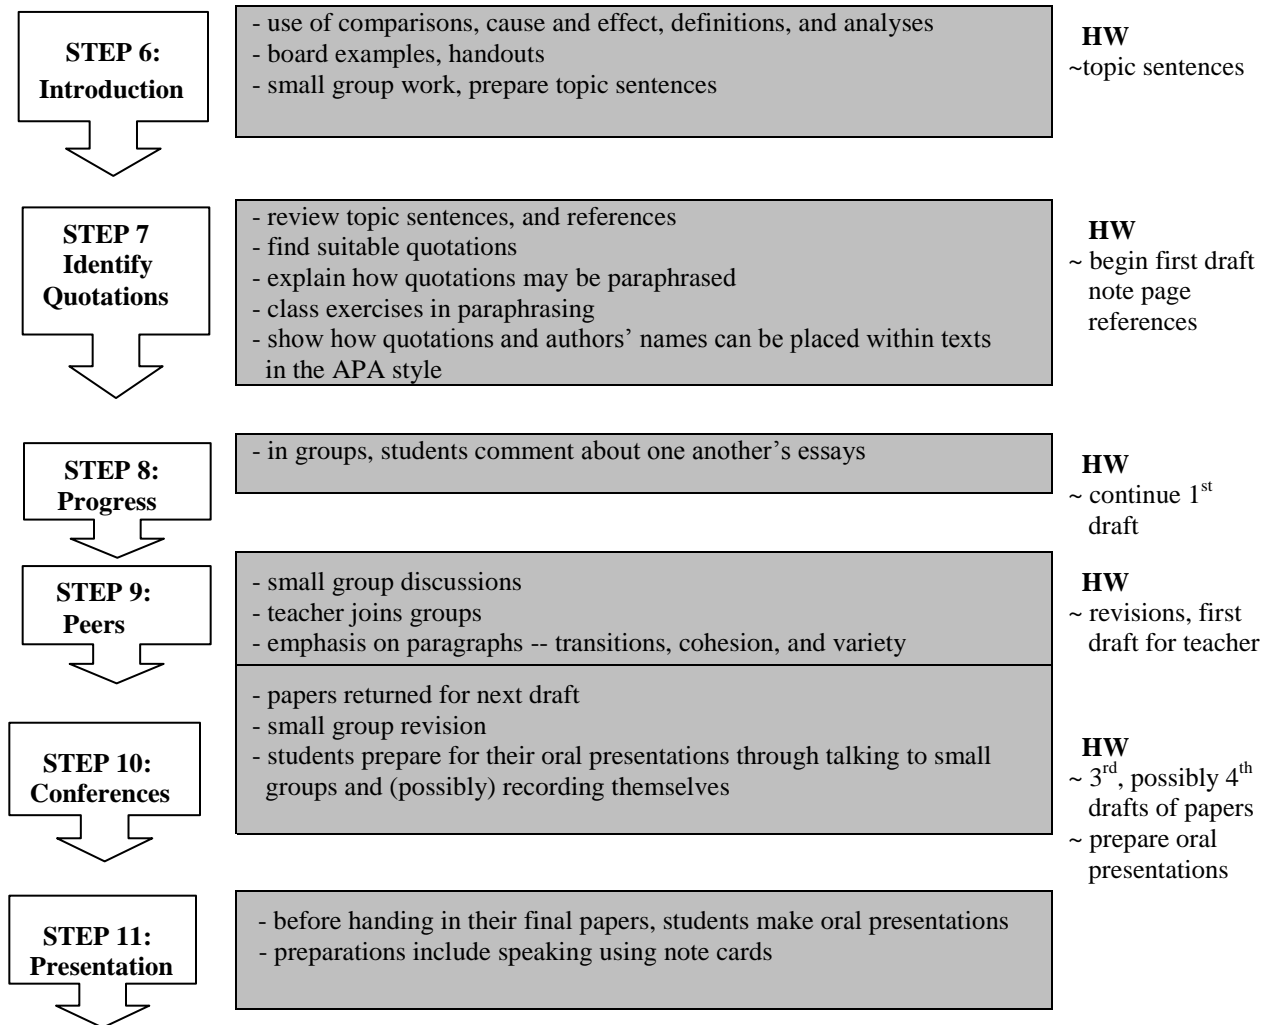 STEP 6:
Introduction
- use of comparisons, cause and effect, definitions, and analyses
- board examples, handouts
- small group work, prepare topic sentences
HW
~topic sentences
STEP 7
Identify
Quotations
- review topic sentences, and references
- find suitable quotations
- explain how quotations may be paraphrased
- class exercises in paraphrasing
- show how quotations and authors’ names can be placed within texts
in the APA style
HW
~ begin first draft
note page
references
STEP 8:
Progress
- in groups, students comment about one another’s essays
HW
~ continue 1st
draft
STEP 9:
Peers
- small group discussions
- teacher joins groups
- emphasis on paragraphs -- transitions, cohesion, and variety
HW
~ revisions, first
draft for teacher
STEP 10:
Conferences
- papers returned for next draft
- small group revision
- students prepare for their oral presentations through talking to small
groups and (possibly) recording themselves
HW
~ 3rd, possibly 4th
drafts of papers
~ prepare oral
presentations
STEP 11:
Presentation
- before handing in their final papers, students make oral presentations
- preparations include speaking using note cards